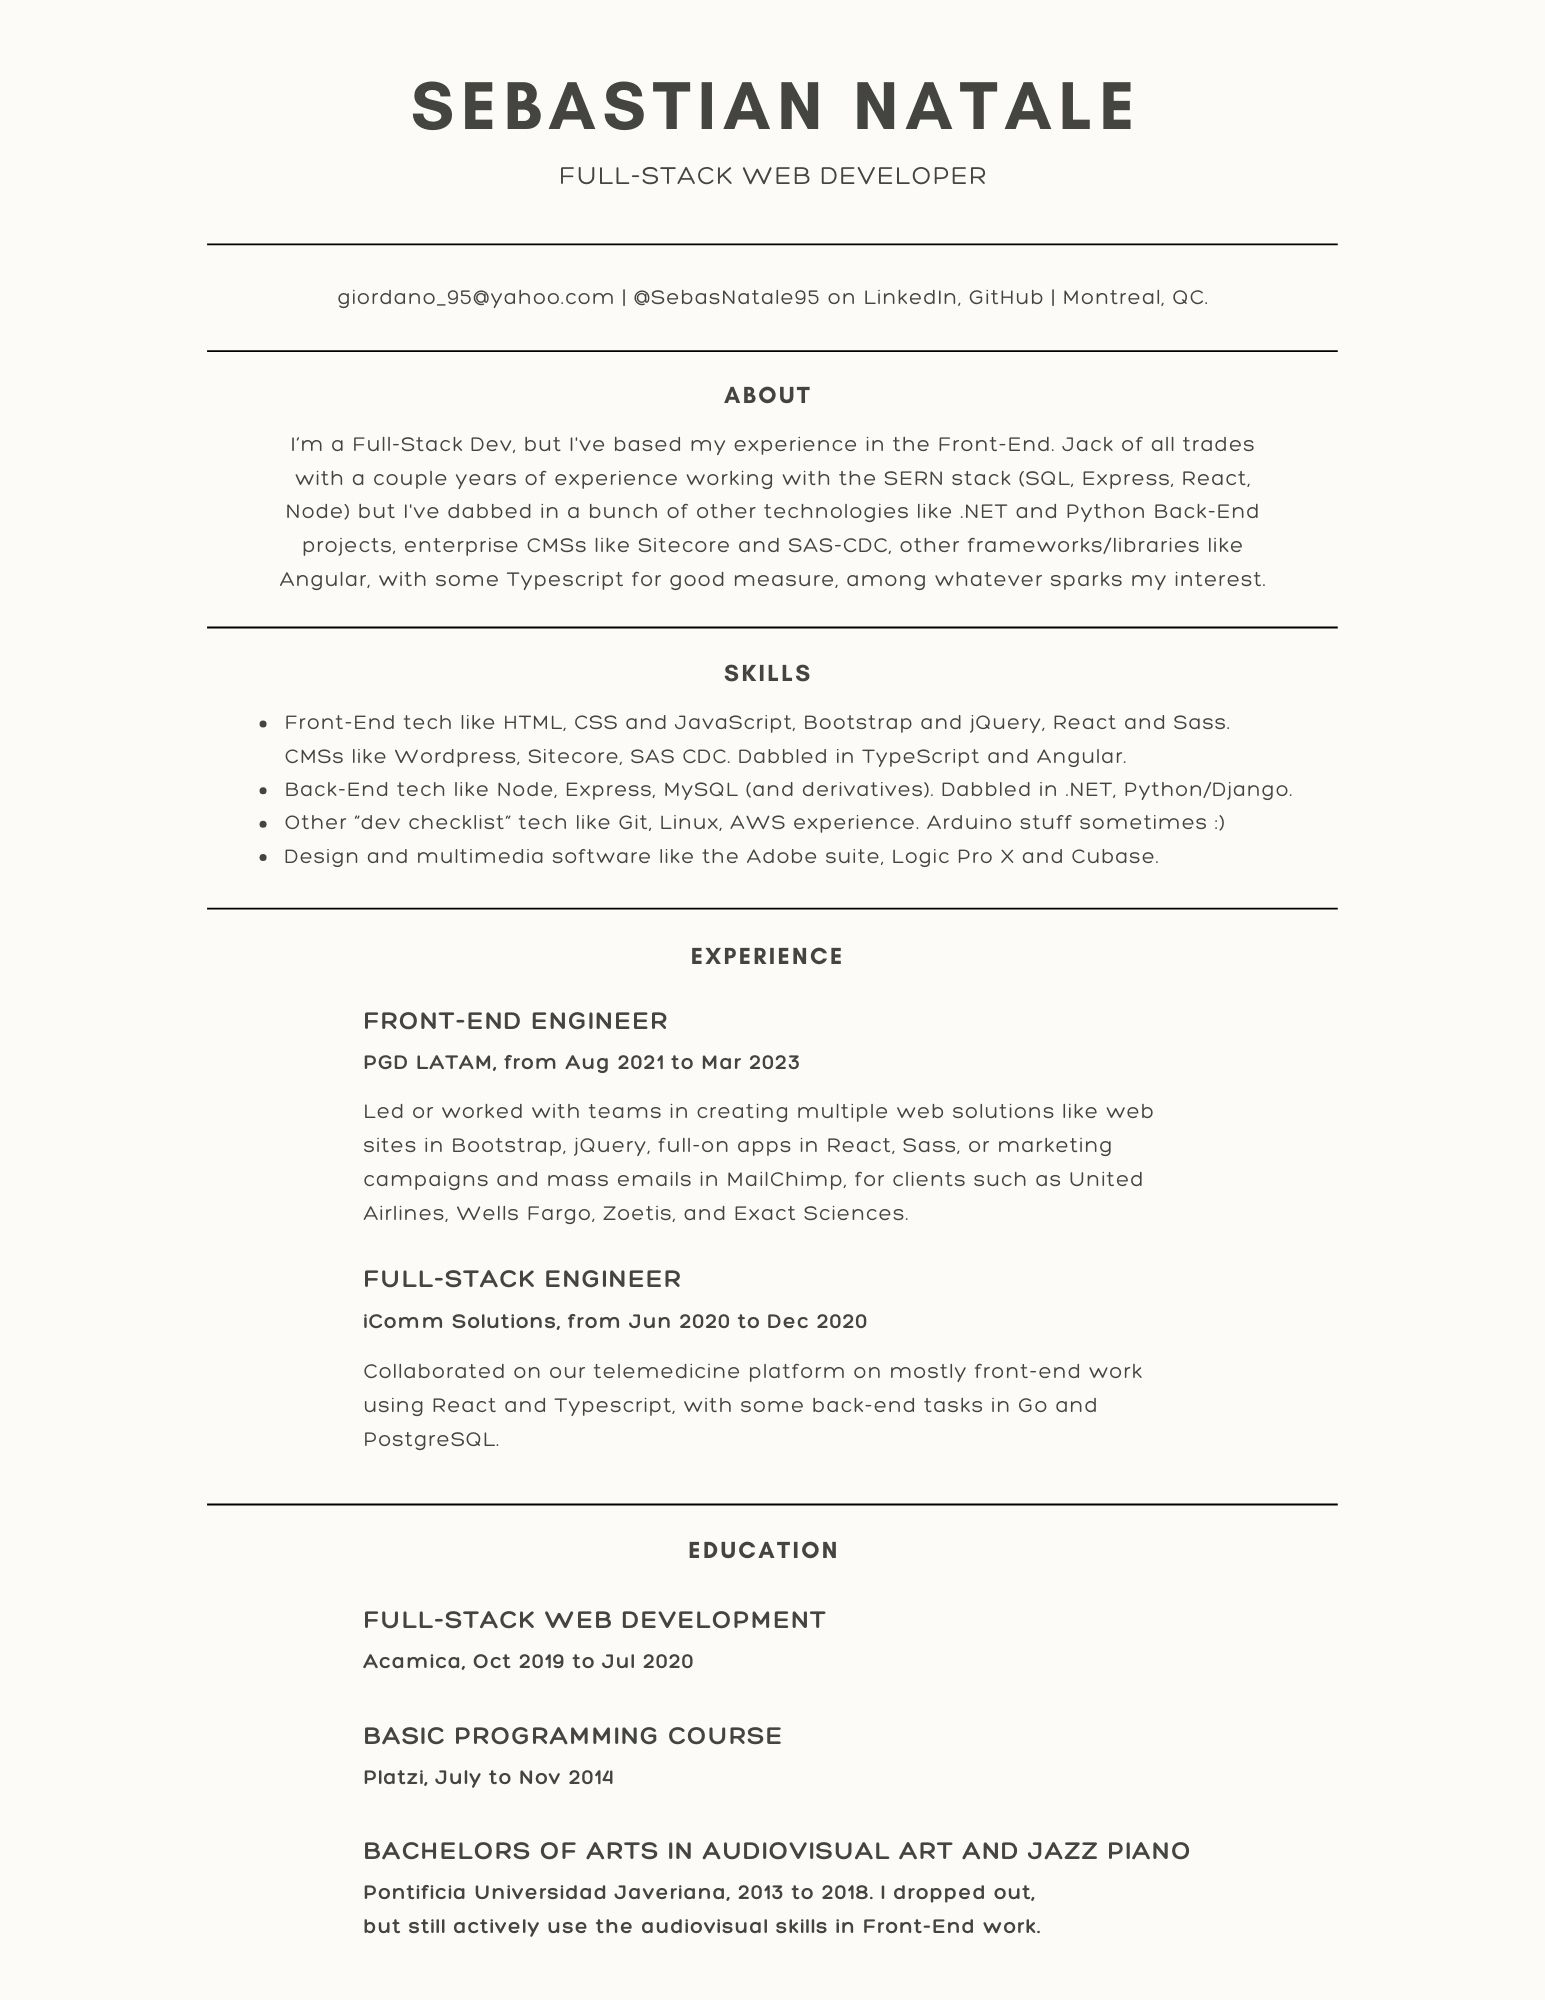 SEBASTIAN NATALE
FULL-STACK WEB DEVELOPER
giordano_95@yahoo.com | @SebasNatale95 on LinkedIn, GitHub | Montreal, QC.
ABOUT
I’m a Full-Stack Dev, but I've based my experience in the Front-End. Jack of all trades
with a couple years of experience working with the SERN stack (SQL, Express, React,
Node) but I've dabbed in a bunch of other technologies like .NET and Python Back-End
projects, enterprise CMSs like Sitecore and SAS-CDC, other frameworks/libraries like
Angular, with some Typescript for good measure, among whatever sparks my interest.
SKILLS
• Front-End tech like HTML, CSS and JavaScript, Bootstrap and jQuery, React and Sass.
CMSs like Wordpress, Sitecore, SAS CDC. Dabbled in TypeScript and Angular.
• Back-End tech like Node, Express, MySQL (and derivatives). Dabbled in .NET, Python/Django.
• Other “dev checklist“ tech like Git, Linux, AWS experience. Arduino stuff sometimes :)
• Design and multimedia software like the Adobe suite, Logic Pro X and Cubase.
EXPERIENCE
FRONT-END ENGINEER
PGD LATAM, from Aug 2021 to Mar 2023
Led or worked with teams in creating multiple web solutions like web
sites in Bootstrap, jQuery, full-on apps in React, Sass, or marketing
campaigns and mass emails in MailChimp, for clients such as United
Airlines, Wells Fargo, Zoetis, and Exact Sciences.
FULL-STACK ENGINEER
iComm Solutions, from Jun 2020 to Dec 2020
Collaborated on our telemedicine platform on mostly front-end work
using React and Typescript, with some back-end tasks in Go and
PostgreSQL.
EDUCATION
FULL-STACK WEB DEVELOPMENT
Acamica, Oct 2019 to Jul 2020
BASIC PROGRAMMING COURSE
Platzi, July to Nov 2014
BACHELORS OF ARTS IN AUDIOVISUAL ART AND JAZZ PIANO
Pontificia Universidad Javeriana, 2013 to 2018. I dropped out,
but still actively use the audiovisual skills in Front-End work.